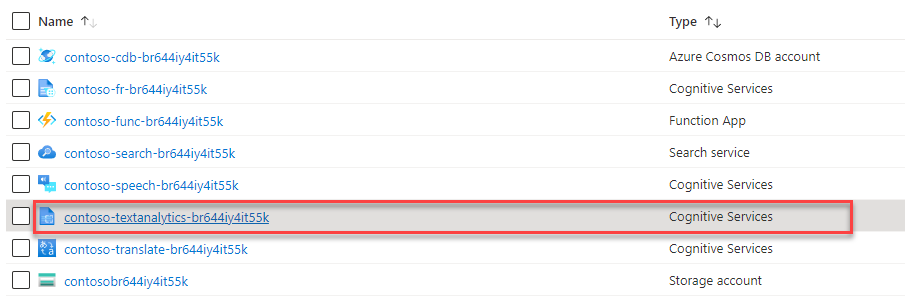 Name ↑↓ Type ↑↓
contoso-cdb-br644iy4it55k Azure Cosmos DB account
contoso-fr-br644iy4it55k Cognitive Services
contoso-func-br644iy4it55k Function App
contoso-search-br644iy4it55k Search service
contoso-speech-br644iy4it55k Cognitive Services
contoso-textanalytics-br644iy4it55k Cognitive Services
contoso-translate-br644iy4it55k Cognitive Services
contosobr644iy4it55k Storage account